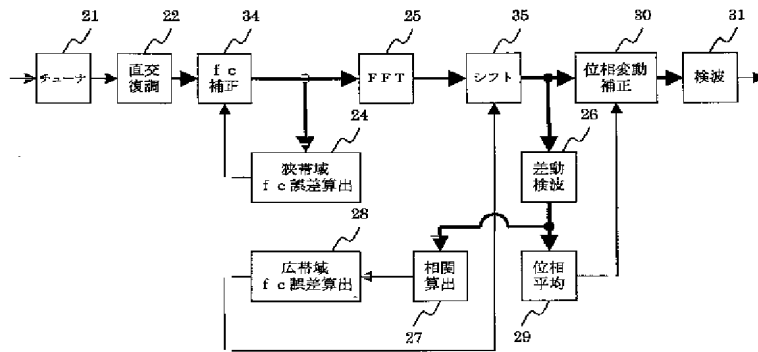 21
22
34
25
35
30
31
チューナ
直交
復調
ｆｃ
補正
ＦＦＴ
シフト
位相変動
補正
検波
24
26
狭帯域
ｆｃ誤差算出
差動
検波
28
広帯域
ｆｃ誤差算出
相関
算出
位相
平均
27
29